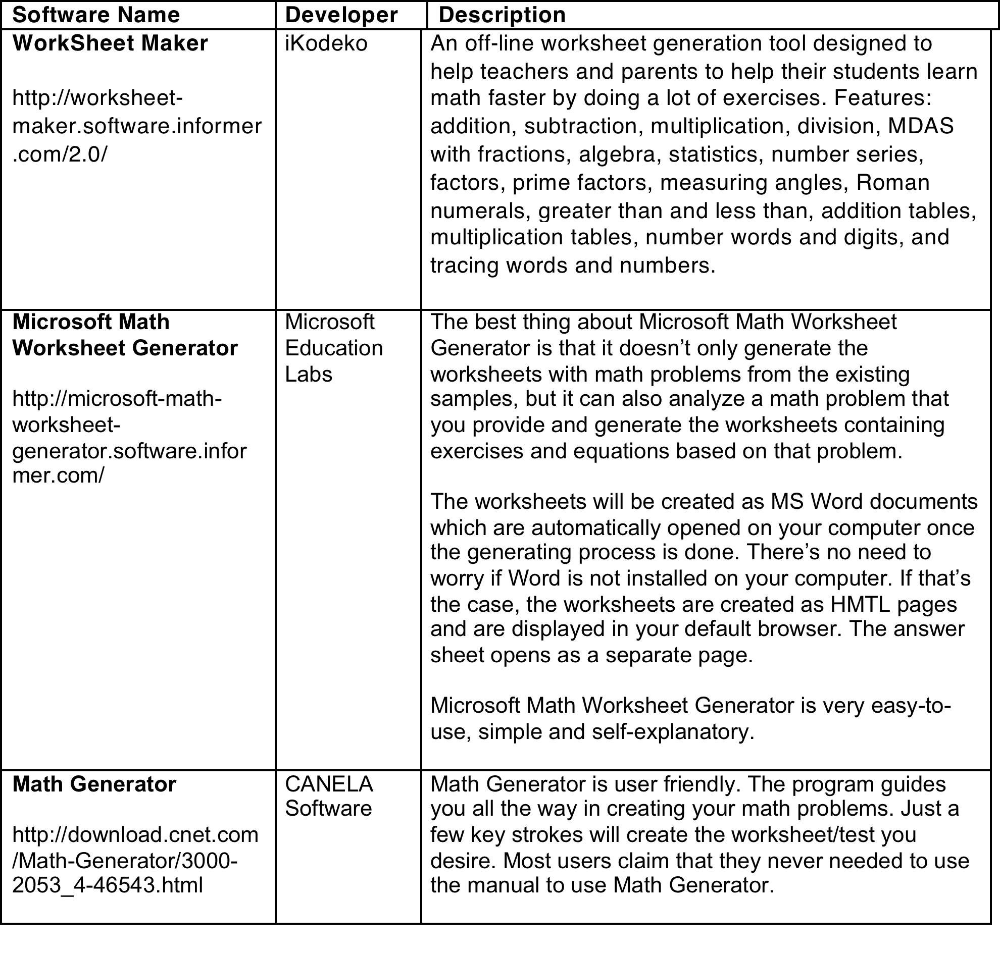 Software Name
Developer
Description
WorkSheet Maker
http://worksheet-
maker.software.informer
.com/2.0/
iKodeko
An off-line worksheet generation tool designed to
help teachers and parents to help their students learn
math faster by doing a lot of exercises. Features:
addition, subtraction, multiplication, division, MDAS
with fractions, algebra, statistics, number series,
factors, prime factors, measuring angles, Roman
numerals, greater than and less than, addition tables,
multiplication tables, number words and digits, and
tracing words and numbers.
Microsoft Math
Worksheet Generator
http://microsoft-math-
worksheet-
generator.software.infor
mer.com/
Microsoft
Education
Labs
The best thing about Microsoft Math Worksheet
Generator is that it doesn’t only generate the
worksheets with math problems from the existing
samples, but it can also analyze a math problem that
you provide and generate the worksheets containing
exercises and equations based on that problem.
The worksheets will be created as MS Word documents
which are automatically opened on your computer once
the generating process is done. There’s no need to
worry if Word is not installed on your computer. If that’s
the case, the worksheets are created as HMTL pages
and are displayed in your default browser. The answer
sheet opens as a separate page.
Microsoft Math Worksheet Generator is very easy-to-
use, simple and self-explanatory.
Math Generator
http://download.cnet.com
/Math-Generator/3000-
2053_4-46543.html
CANELA
Software
Math Generator is user friendly. The program guides
you all the way in creating your math problems. Just a
few key strokes will create the worksheet/test you
desire. Most users claim that they never needed to use
the manual to use Math Generator.